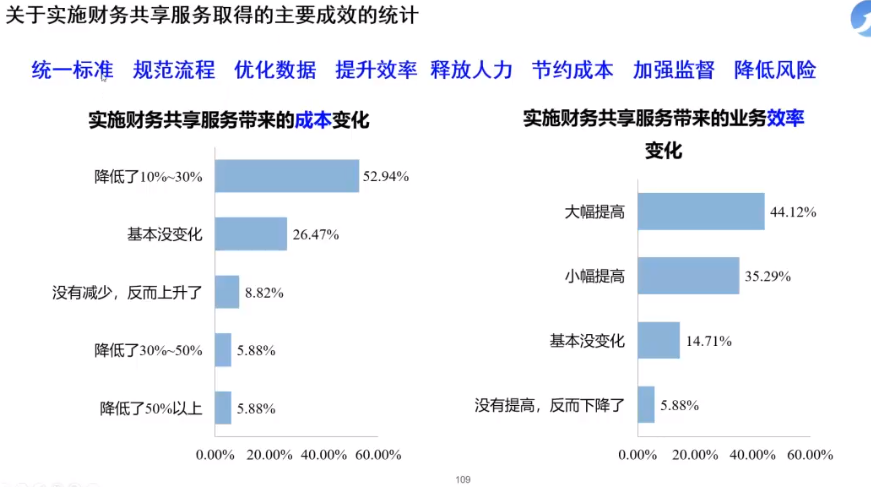 关于实施财务共享服务取得的主要成效的统计
统一标准 规范流程 优化数据 提升效率 释放人力 节约成本 加强监督 降低风险
实施财务共享服务带来的成本变化
降低了10%~30% 52.94%
基本没变化 26.47%
没有减少，反而上升了 8.82%
降低了30%~50% 5.88%
降低了50%以上 5.88%
0.00% 20.00% 40.00% 60.00%
实施财务共享服务带来的业务效率
变化
大幅提高 44.12%
小幅提高 35.29%
基本没变化 14.71%
没有提高，反而下降了 5.88%
0.00% 20.00% 40.00% 60.00%
109